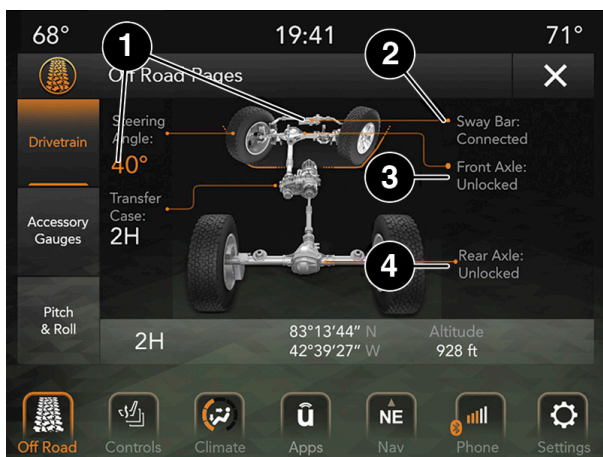 68° 19:41 71°
1
2
Off Road Pages
Drivetrain
Steering
Angle:
40°
Sway Bar:
Connected
Front Axle:
Unlocked
3
Transfer
Case:
2H
Accessory
Gauges
Rear Axle:
Unlocked
4
Pitch
& Roll
2H
83°13'44" N
42°39'27" W
Altitude
928 ft
û NE
Off Road Controls Climate Apps Nav Phone Settings